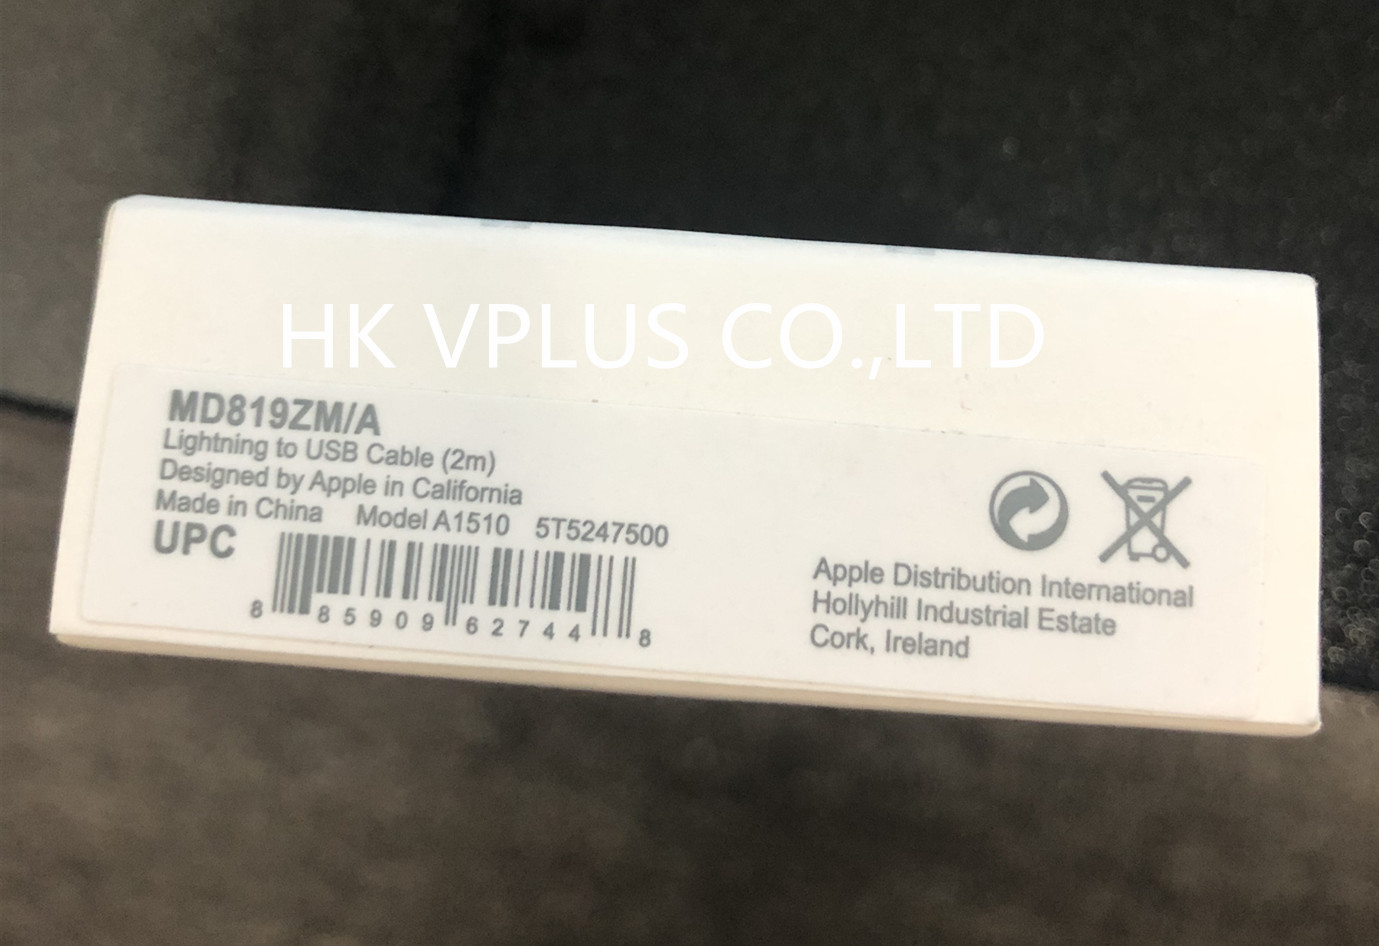 HK VPLUS CO.,LTD
MD819ZM/A
Lightning to USB Cable (2m)
Designed by Apple in California
Made in China Model A1510 5T5247500
UPC
8 85909 62744 8
Apple Distribution International
Hollyhill Industrial Estate
Cork, Ireland